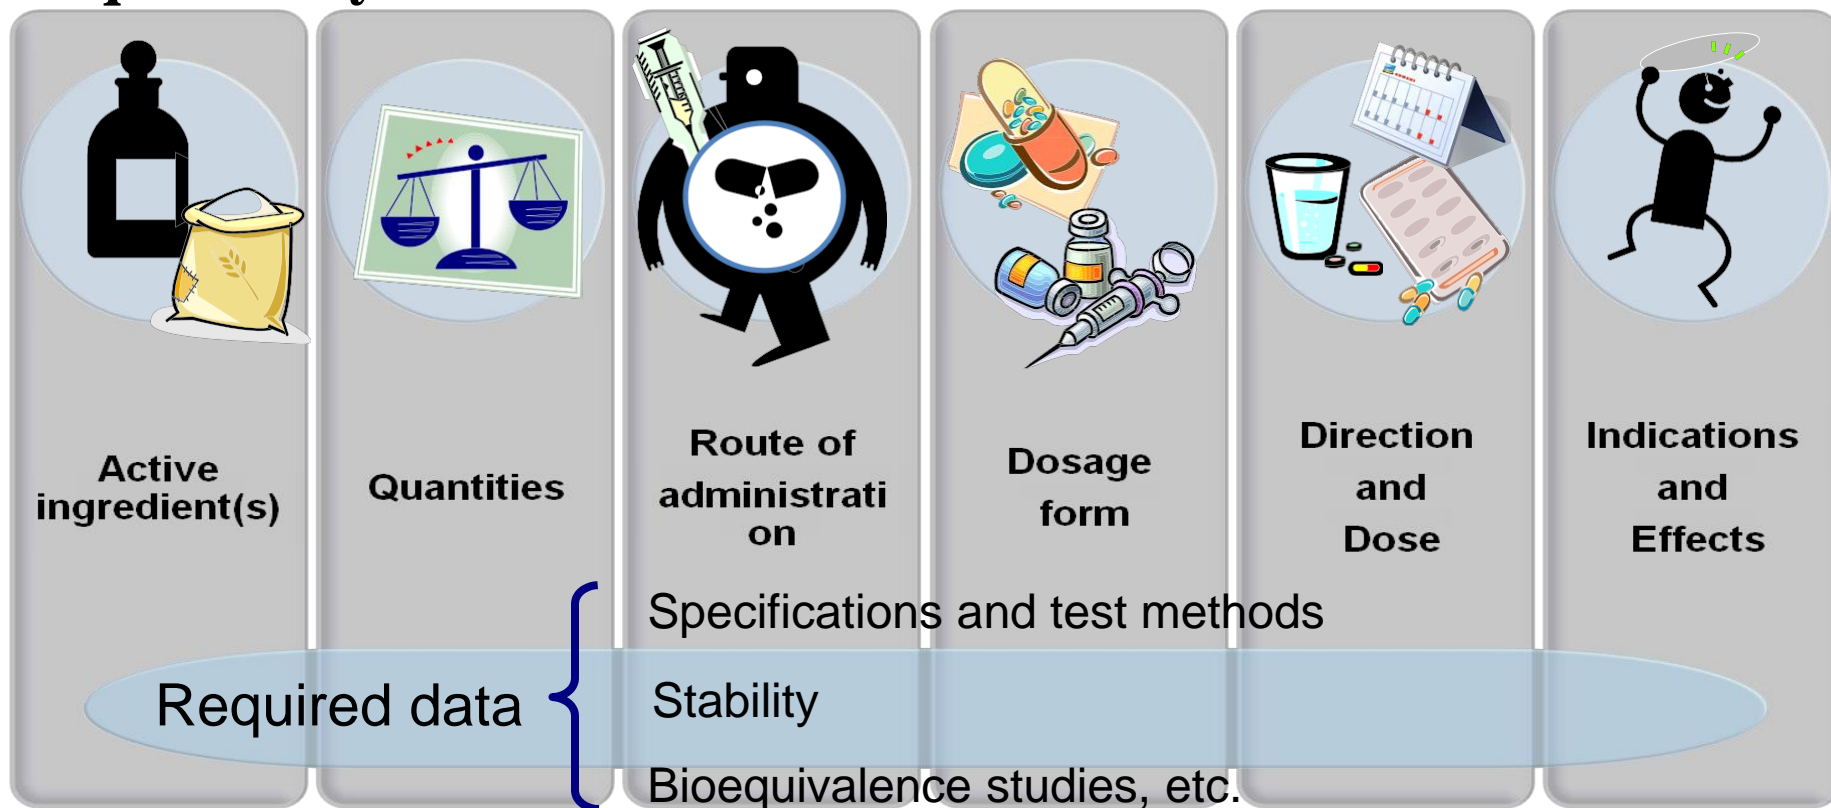 Active
ingredient(s)
Quantities
Route of
administrati
on
Dosage
form
Direction
and
Dose
Indications
and
Effects
Required data
Specifications and test methods
Stability
Bioequivalence studies, etc.